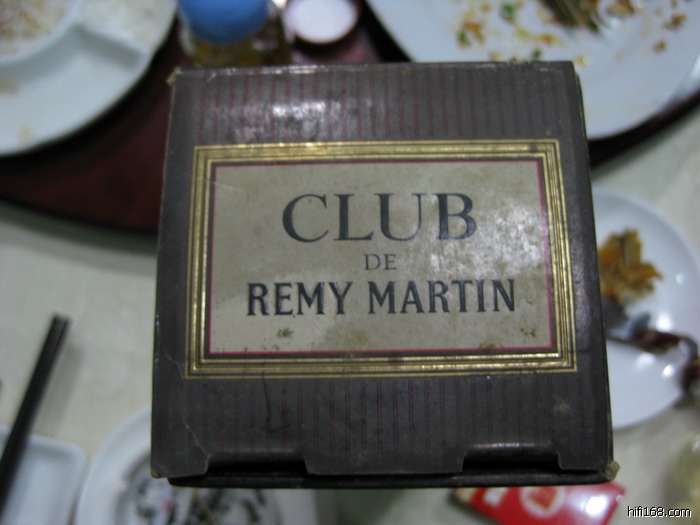 CLUB
DE
REMY MARTIN
hifi168.com